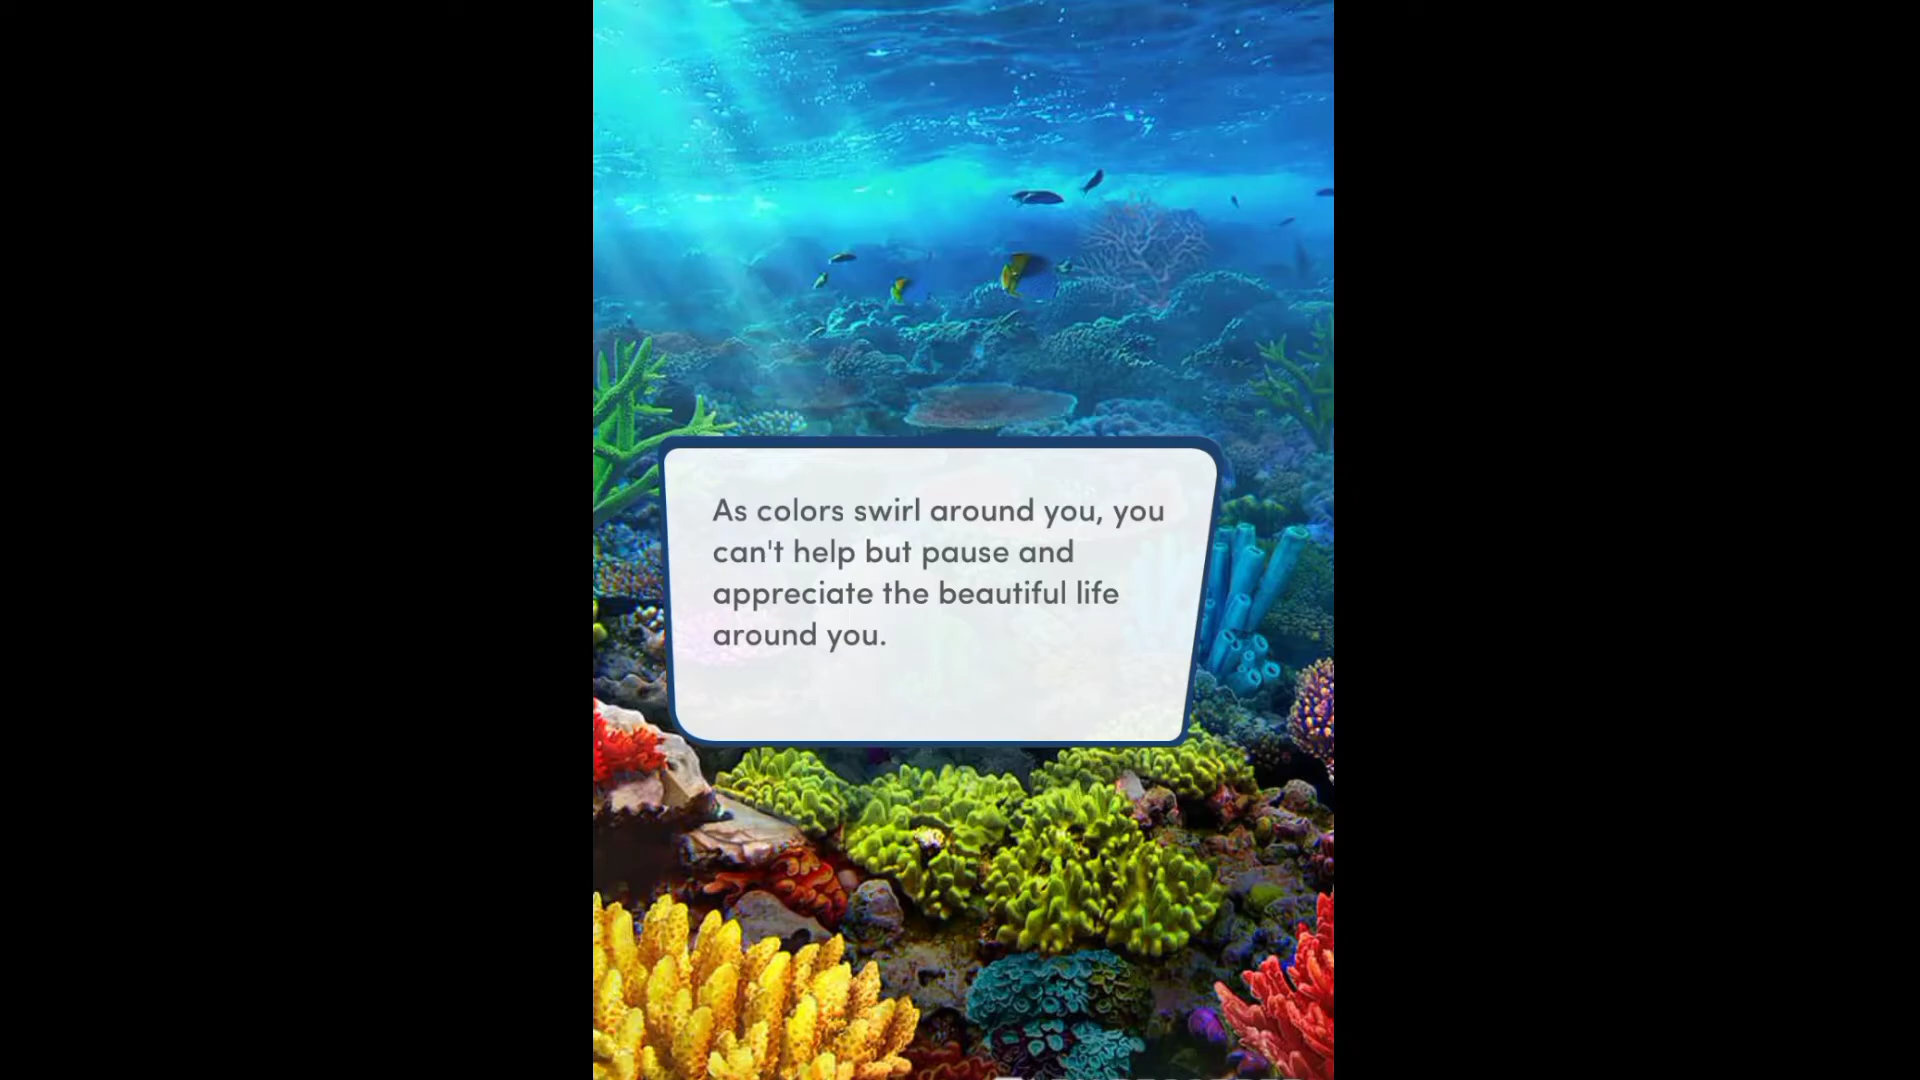 As colors swirl around you, you
can't help but pause and
appreciate the beautiful life
around you.